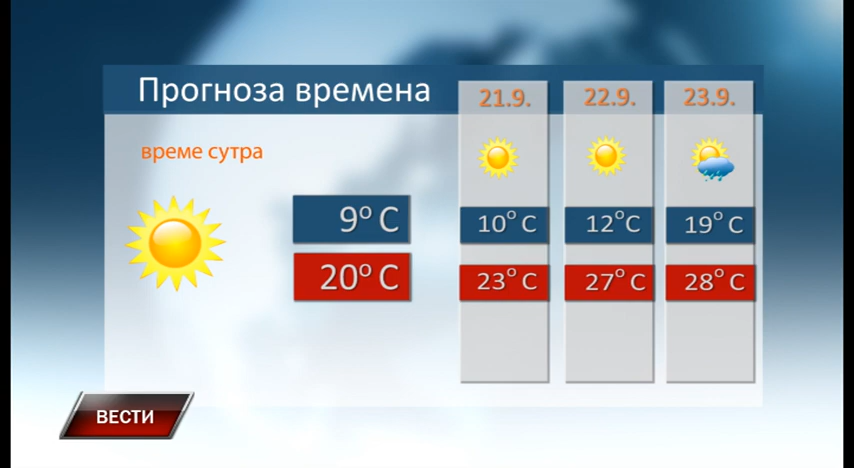 Прогноза времена
21.9. 22.9. 23.9.
време сутра
9° C
20° C
10° C 12°C 19° C
23° C 27° C 28° C
ВЕСТИ